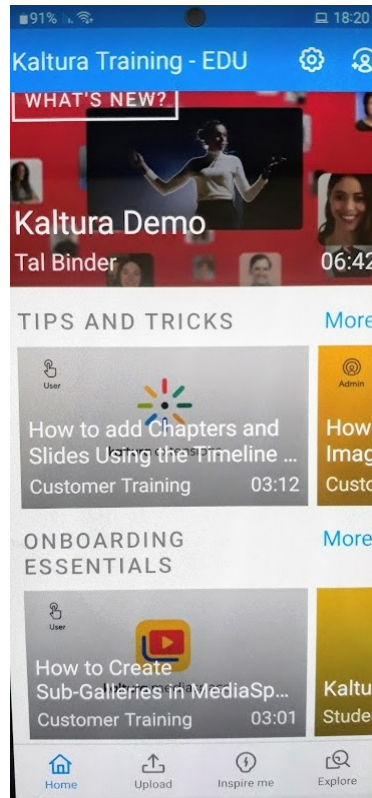 91%
18:20
Kaltura Training - EDU
WHAT'S NEW?
Kaltura Demo
Tal Binder
06:42
TIPS AND TRICKS
More
User
Admin
How to add Chapters and
Slides Using the Timeline ...
Customer Training
03:12
How
Imag
Custo
ONBOARDING
ESSENTIALS
More
User
How to Create
Sub-Galleries in MediaSp...
Customer Training
03:01
Kaltu
Stude
Home
Upload
Inspire me
Explore